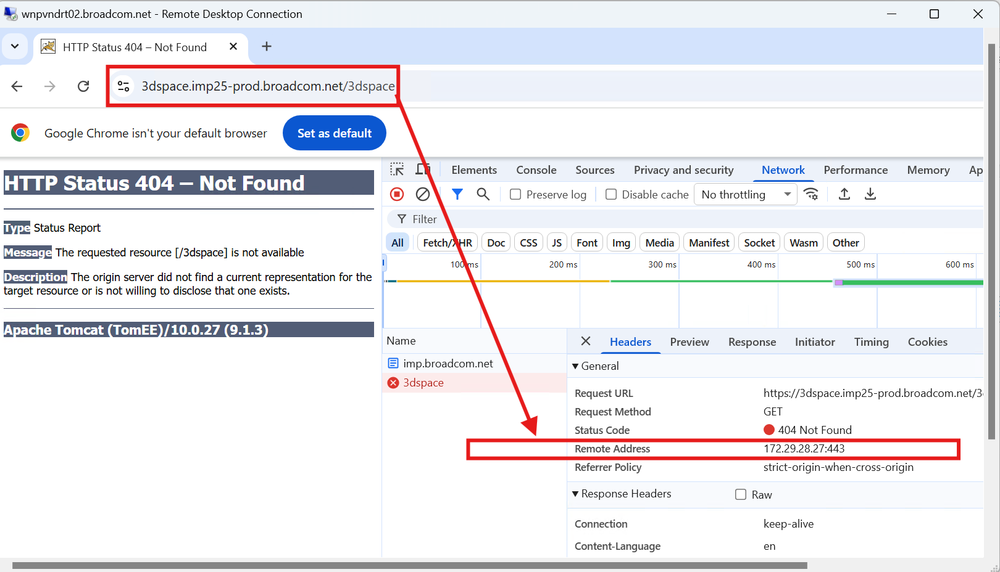 wnpvndrt02.broadcom.net - Remote Desktop Connection
HTTP Status 404 – Not Found
3dspace.imp25-prod.broadcom.net/3dspace
Google Chrome isn't your default browser
Set as default
HTTP Status 404 – Not Found
Type Status Report
Message The requested resource [/3dspace] is not available
Description The origin server did not find a current representation for the
target resource or is not willing to disclose that one exists.
Apache Tomcat (TomEE)/10.0.27 (9.1.3)
Elements Console Sources Privacy and security Network Performance Memory Ap
Preserve log Disable cache No throttling
Filter
All Fetch/XHR Doc CSS JS Font Img Media Manifest Socket Wasm Other
100 ms 200 ms 300 ms 400 ms 500 ms 600 ms
Name
imp.broadcom.net
3dspace
Headers Preview Response Initiator Timing Cookies
General
Request URL https://3dspace.imp25-prod.broadcom.net/3
Request Method GET
Status Code 404 Not Found
Remote Address 172.29.28.27:443
Referrer Policy strict-origin-when-cross-origin
Response Headers Raw
Connection keep-alive
Content-Language en